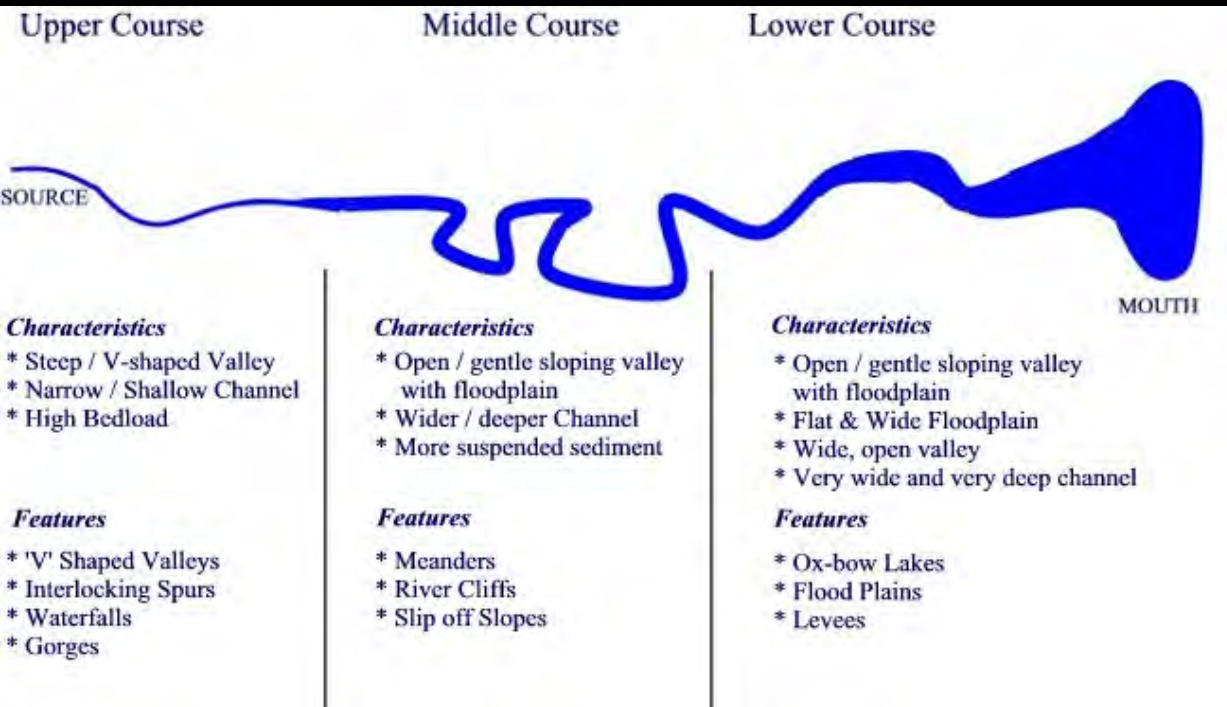 Upper Course
Middle Course
Lower Course
SOURCE
MOUTH
Characteristics
* Steep / V-shaped Valley
* Narrow / Shallow Channel
* High Bedload
Features
* 'V' Shaped Valleys
* Interlocking Spurs
* Waterfalls
* Gorges
Characteristics
* Open / gentle sloping valley
with floodplain
* Wider / deeper Channel
* More suspended sediment
Features
* Meanders
* River Cliffs
* Slip off Slopes
Characteristics
* Open / gentle sloping valley
with floodplain
* Flat & Wide Floodplain
* Wide, open valley
* Very wide and very deep channel
Features
* Ox-bow Lakes
* Flood Plains
* Levees